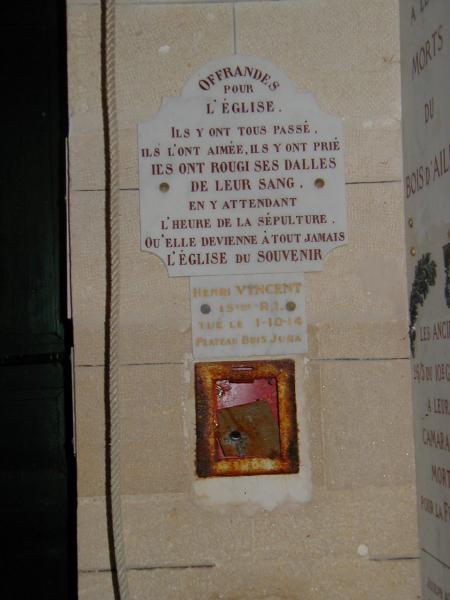 OFFRANDES
POUR
L'ÉGLISE.
ILS Y ONT TOUS PASSÉ.
ILS L'ONT AIMÉE, ILS Y ONT PRIÉ
ILS ONT ROUGI SES DALLES
DE LEUR SANG.
EN Y ATTENDANT
L'HEURE DE LA SÉPULTURE.
QU'ELLE DEVIENNE À TOUT JAMAIS
L'ÉGLISE DU SOUVENIR
HENRI VINCENT
15ème R.I.
TUÉ LE 1-10-14
PLATEAU BOIS JURA
MORTS
DU
BOIS D'AIL
LES ANCI
A LEUR
CAMARA
MORT
POUR LA F